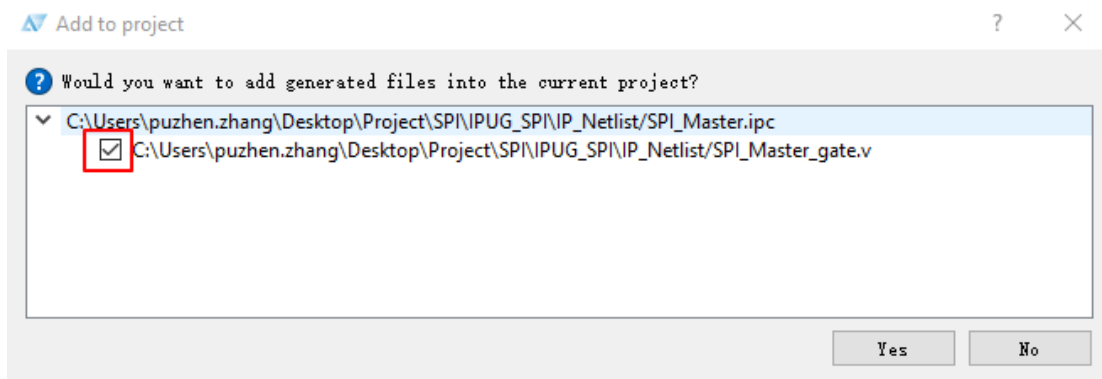 Add to project
?
Would you want to add generated files into the current project?
C:\Users\puzhen.zhang\Desktop\Project\SPI\IPUG_SPI\IP_Netlist/SPI_Master.ipc
C:\Users\puzhen.zhang\Desktop\Project\SPI\IPUG_SPI\IP_Netlist/SPI_Master_gate.v
Yes No